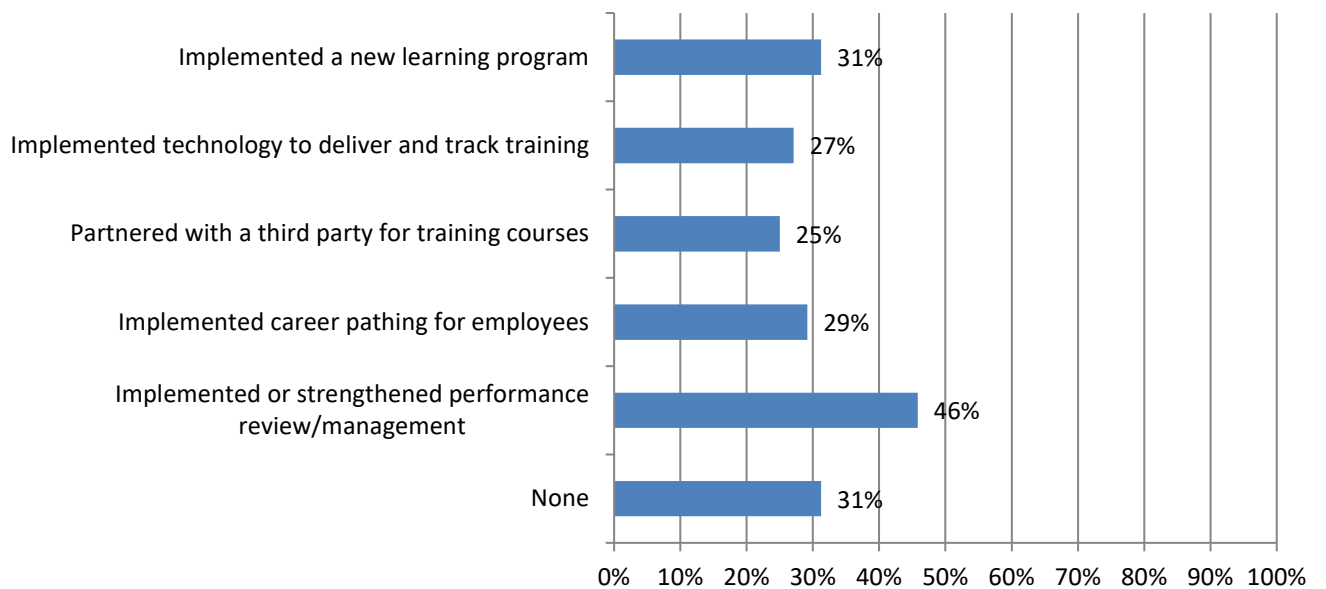 Implemented a new learning program
31%
Implemented technology to deliver and track training
27%
Partnered with a third party for training courses
25%
Implemented career pathing for employees
29%
Implemented or strengthened performance
review/management
46%
None
31%
0% 10% 20% 30% 40% 50% 60% 70% 80% 90% 100%